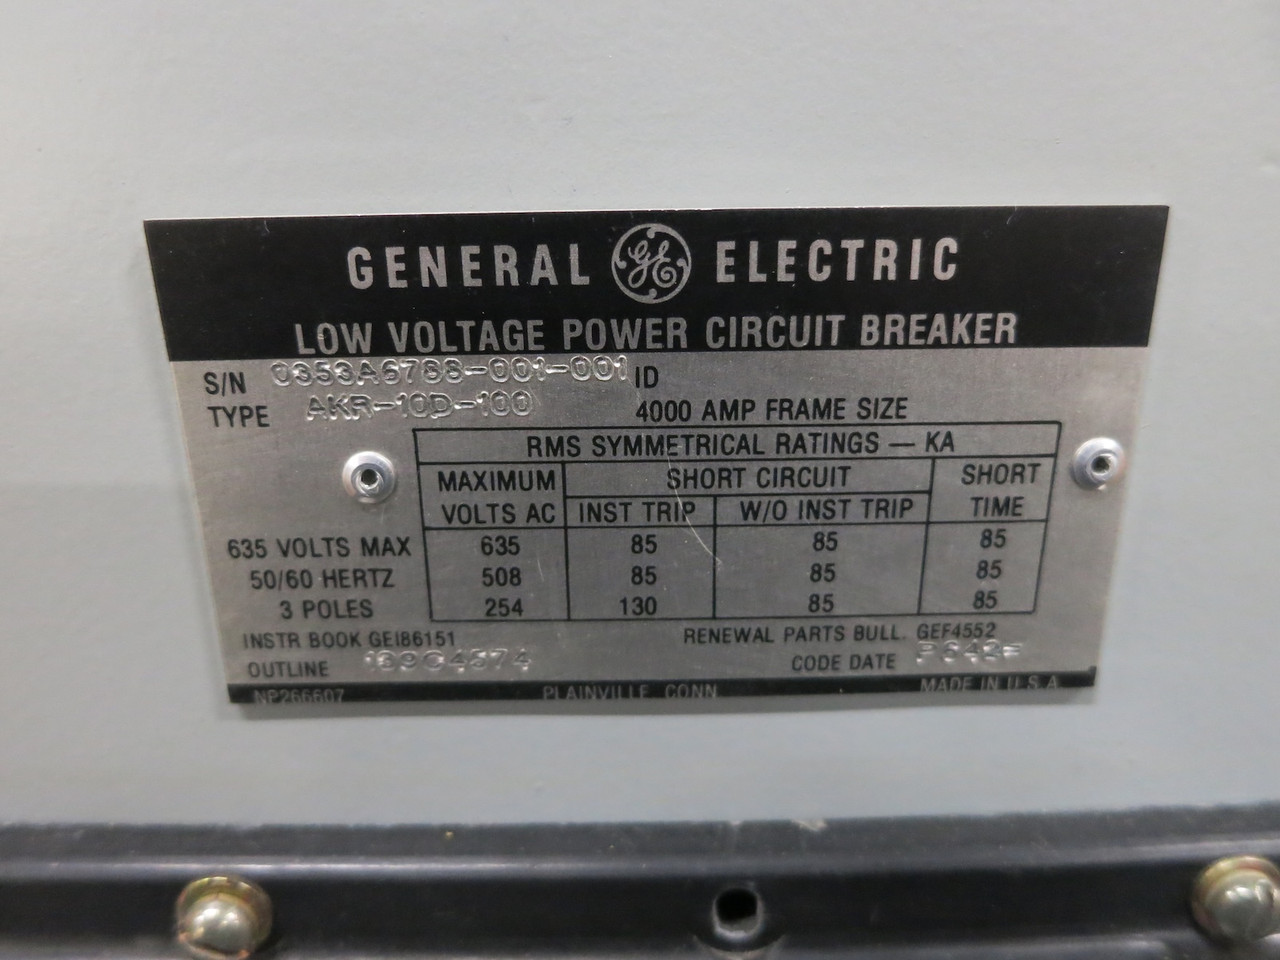 GENERAL GE ELECTRIC
LOW VOLTAGE POWER CIRCUIT BREAKER
S/N 0353A6788-001-001 ID
TYPE AKR-10D-100 4000 AMP FRAME SIZE
RMS SYMMETRICAL RATINGS — KA
MAXIMUM VOLTS AC SHORT CIRCUIT SHORT TIME
INST TRIP W/O INST TRIP
635 VOLTS MAX 635 85 85 85
50/60 HERTZ 508 85 85 85
3 POLES 254 130 85 85
INSTR BOOK GEI86151 RENEWAL PARTS BULL. GEF4552
OUTLINE 139C4574 CODE DATE
NP266607 PLAINVILLE CONN MADE IN U.S.A